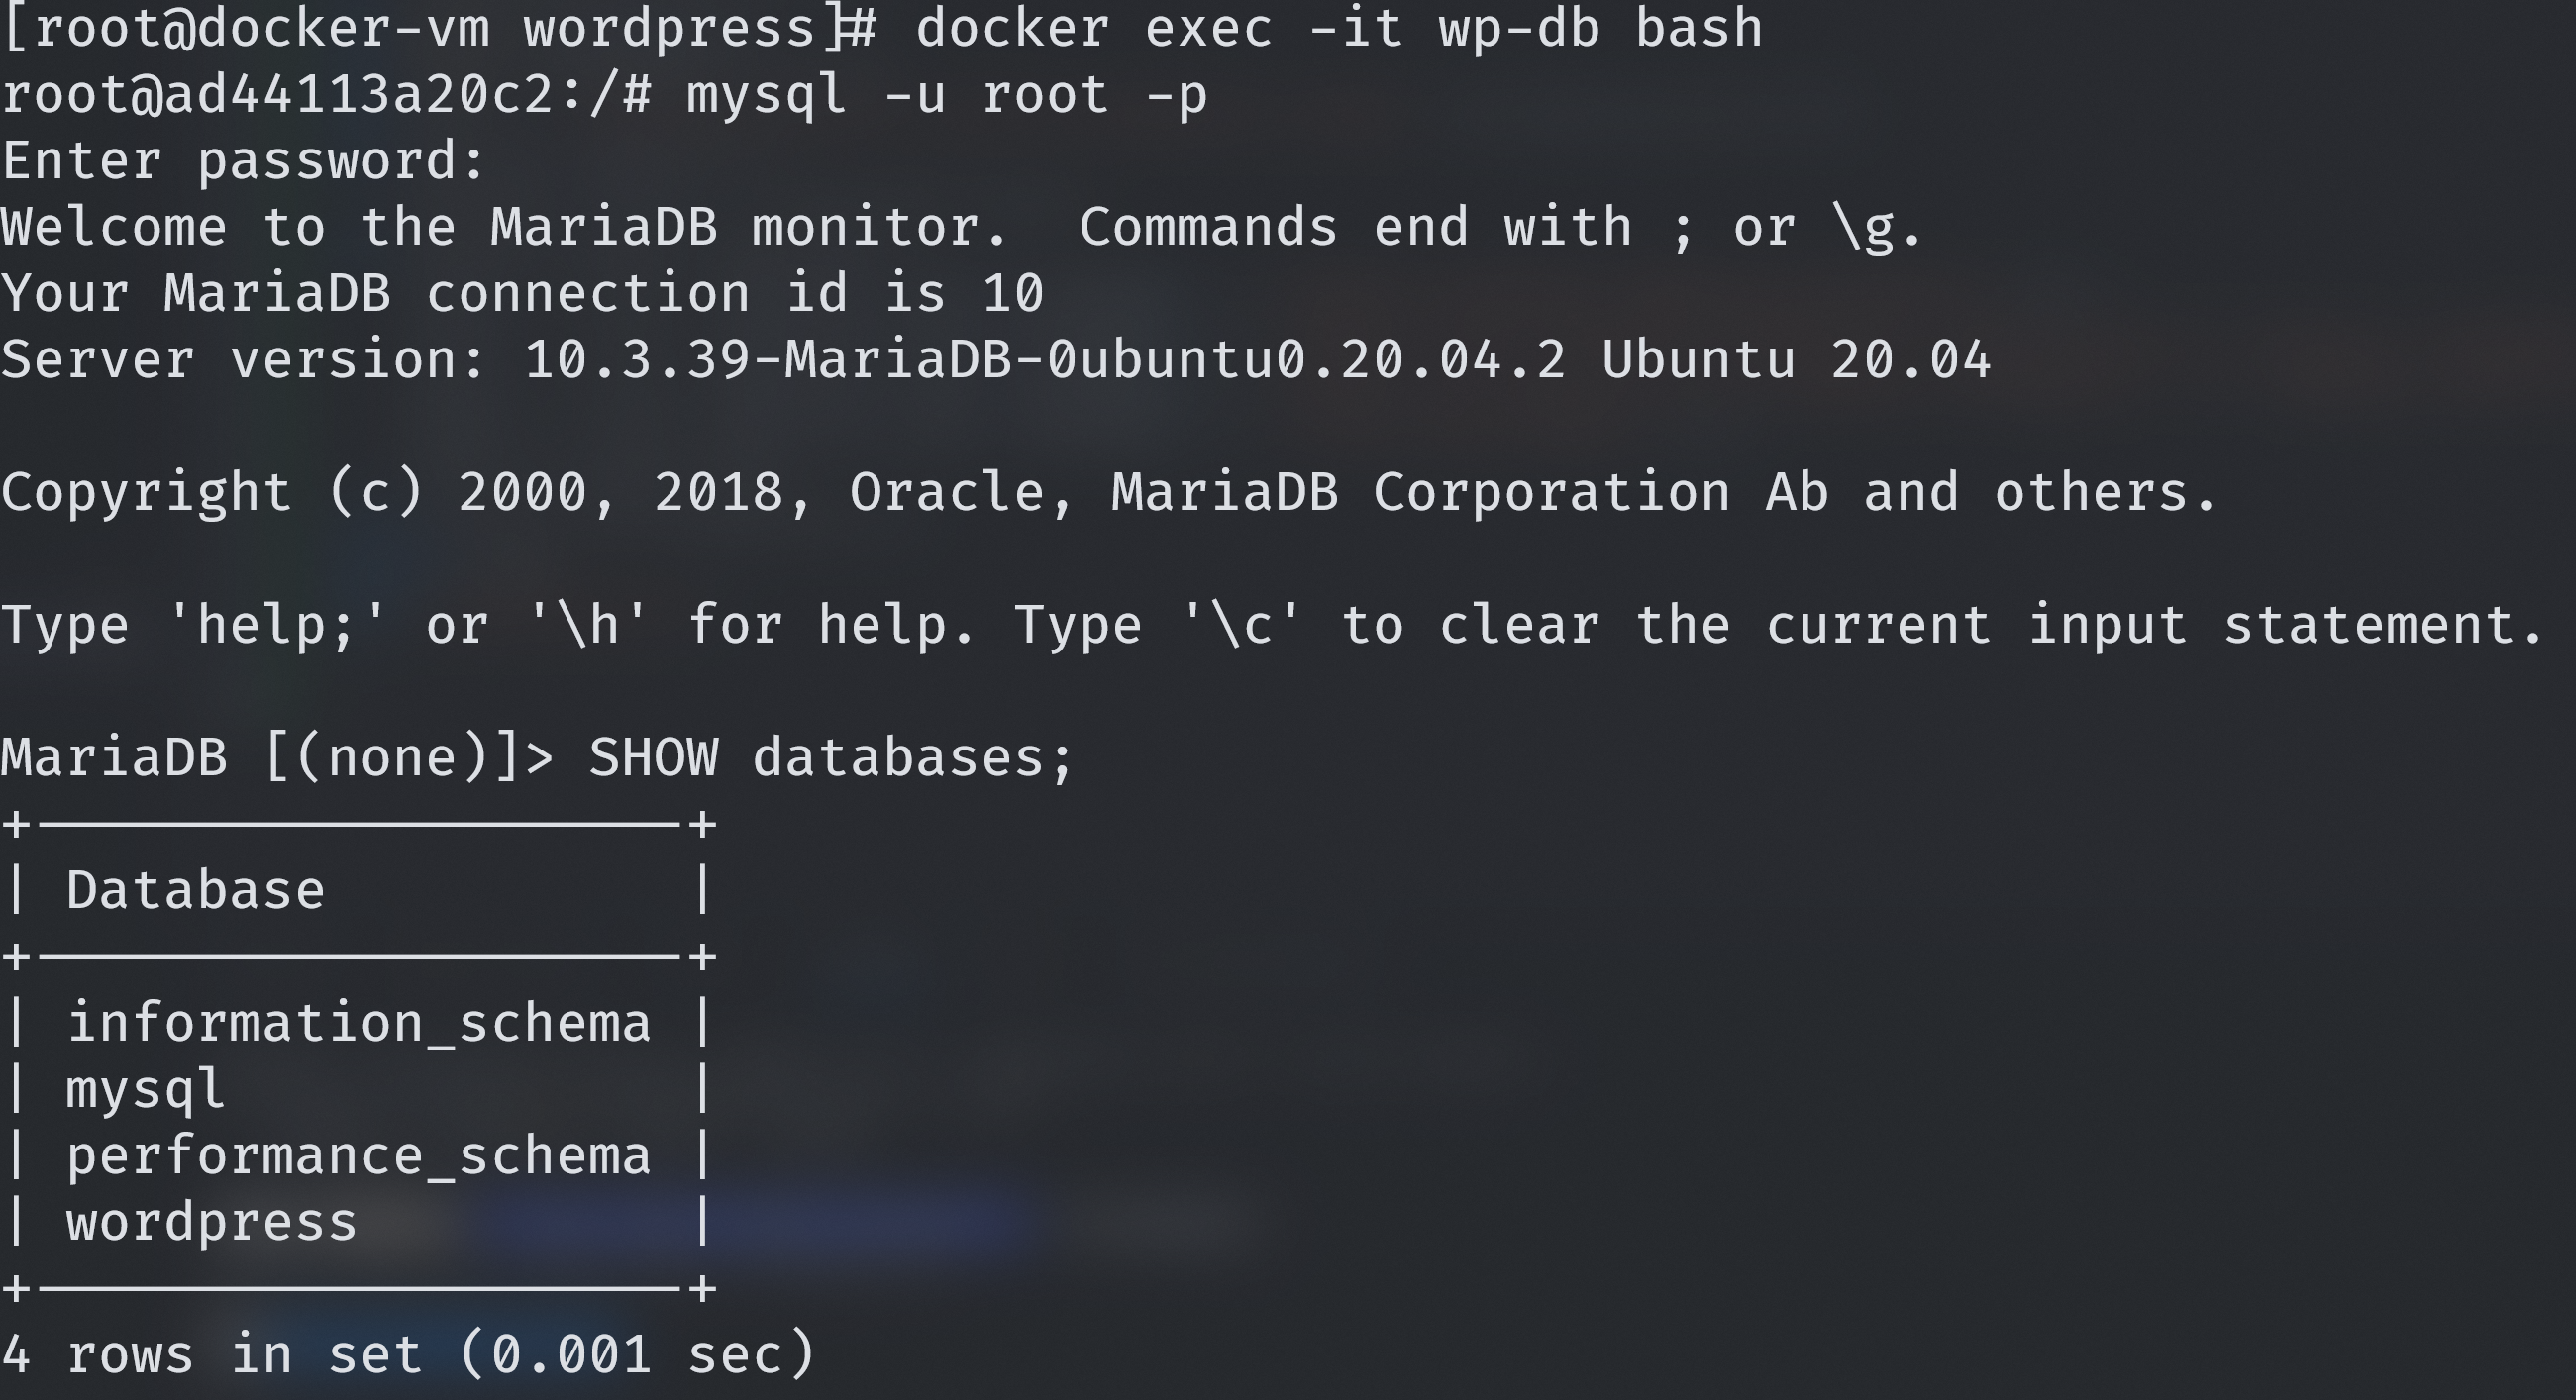 [root@docker-vm wordpress]# docker exec -it wp-db bash
root@ad44113a20c2:/# mysql -u root -p
Enter password:
Welcome to the MariaDB monitor.  Commands end with ; or \g.
Your MariaDB connection id is 10
Server version: 10.3.39-MariaDB-0ubuntu0.20.04.2 Ubuntu 20.04
Copyright (c) 2000, 2018, Oracle, MariaDB Corporation Ab and others.
Type 'help;' or '\h' for help. Type '\c' to clear the current input statement.
MariaDB [(none)]> SHOW databases;
+--------------------+
| Database           |
+--------------------+
| information_schema |
| mysql              |
| performance_schema |
| wordpress          |
+--------------------+
4 rows in set (0.001 sec)